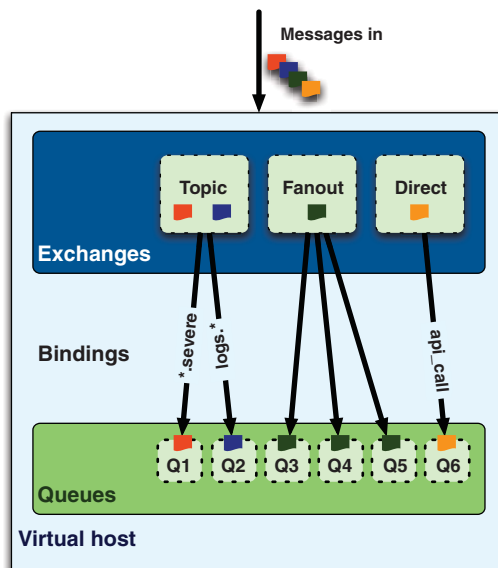 Messages in
Topic
Fanout
Direct
Exchanges
*.severe
logs.*
api_call
Bindings
Q1
Q2
Q3
Q4
Q5
Q6
Queues
Virtual host